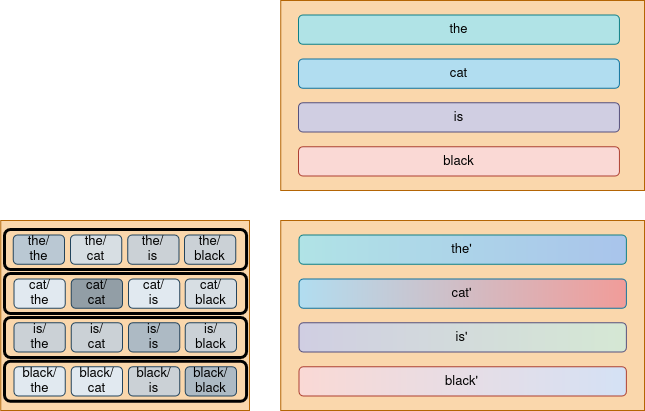 the
cat
is
black
the/ the/ the/ the/
the cat is black
cat/ cat/ cat/ cat/
the cat is black
is/ is/ is/ is/
the cat is black
black/ black/ black/ black/
the cat is black
the'
cat'
is'
black'